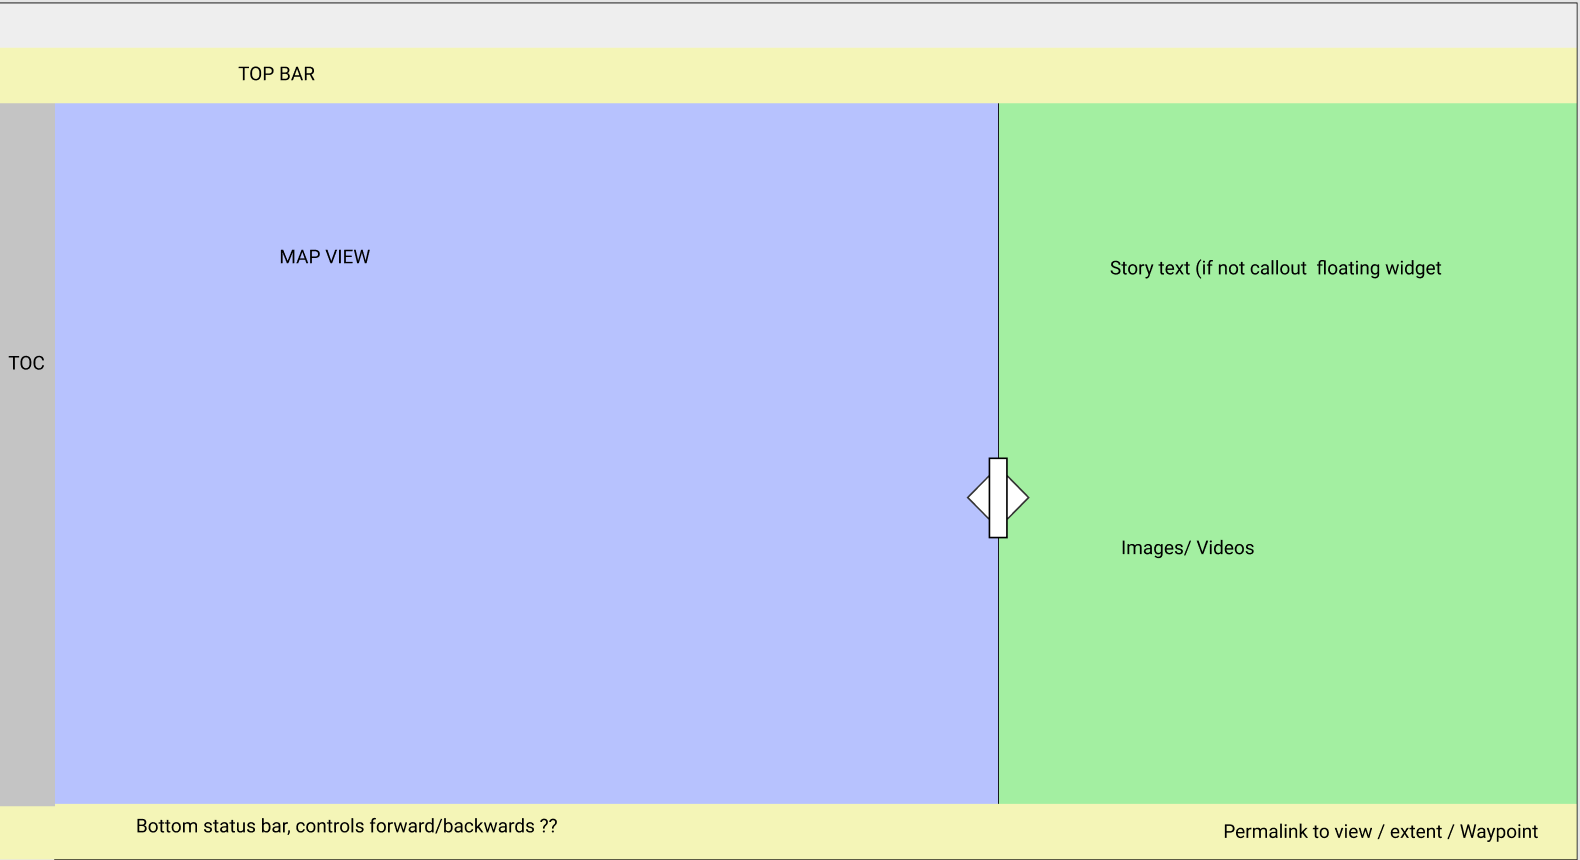 TOP BAR
MAP VIEW
Story text (if not callout  floating widget
TOC
Images/ Videos
Bottom status bar, controls forward/backwards ??
Permalink to view / extent / Waypoint